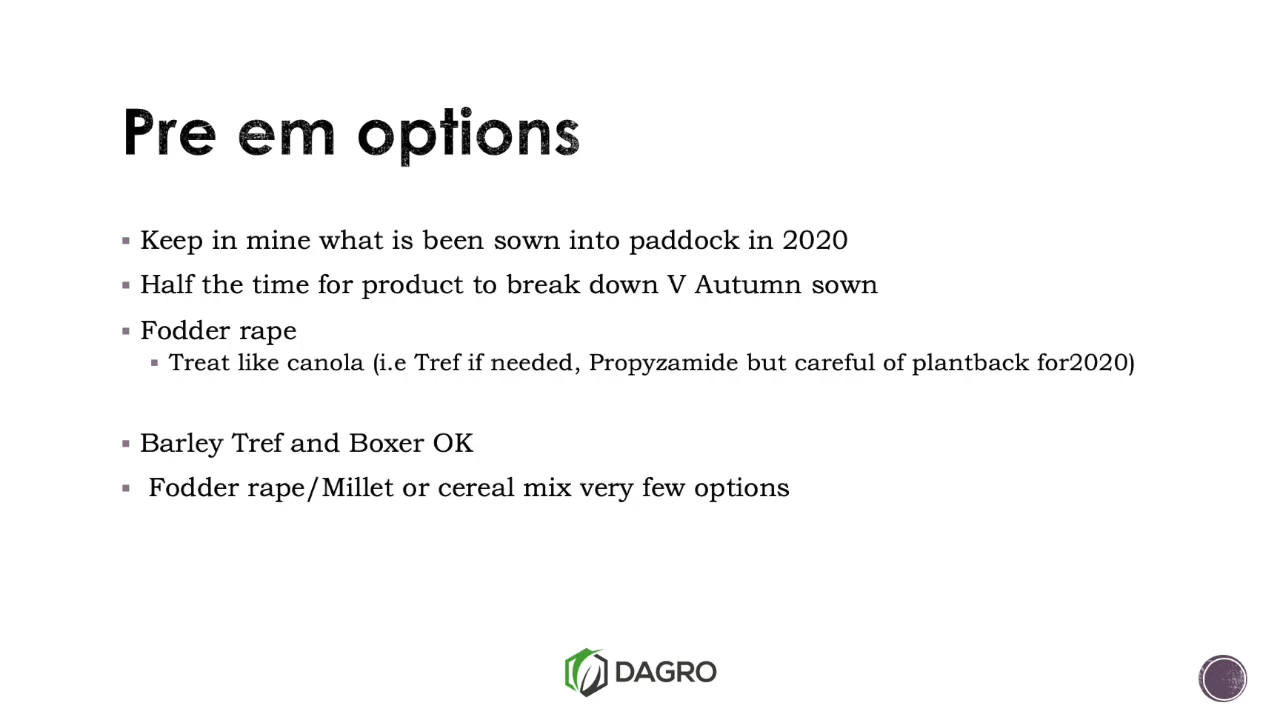 Pre em options
Keep in mine what is been sown into paddock in 2020
Half the time for product to break down V Autumn sown
Fodder rape
Treat like canola (i.e Tref if needed, Propyzamide but careful of plantback for2020)
Barley Tref and Boxer OK
Fodder rape/Millet or cereal mix very few options
DAGRO